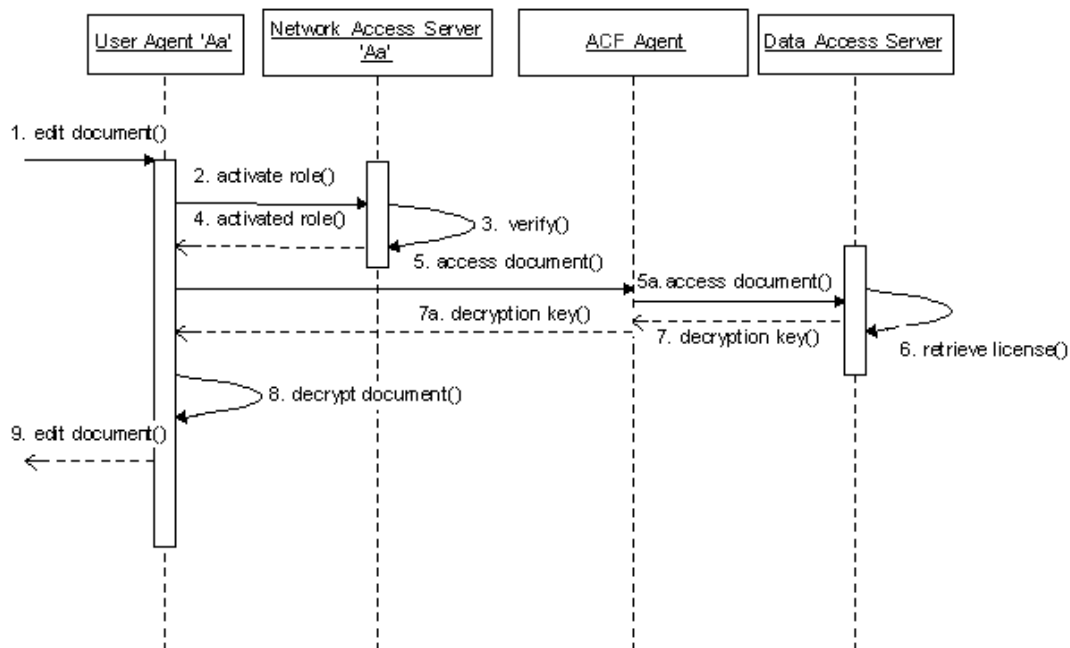 User Agent 'Aa'
Network Access Server
'Aa'
ACF Agent
Data Access Server
1. edit document()
2. activate role()
4. activated role()
3. verify()
5. access document()
5a. access document()
7a. decryption key()
7. decryption key()
6. retrieve license()
8. decrypt document()
9. edit document()